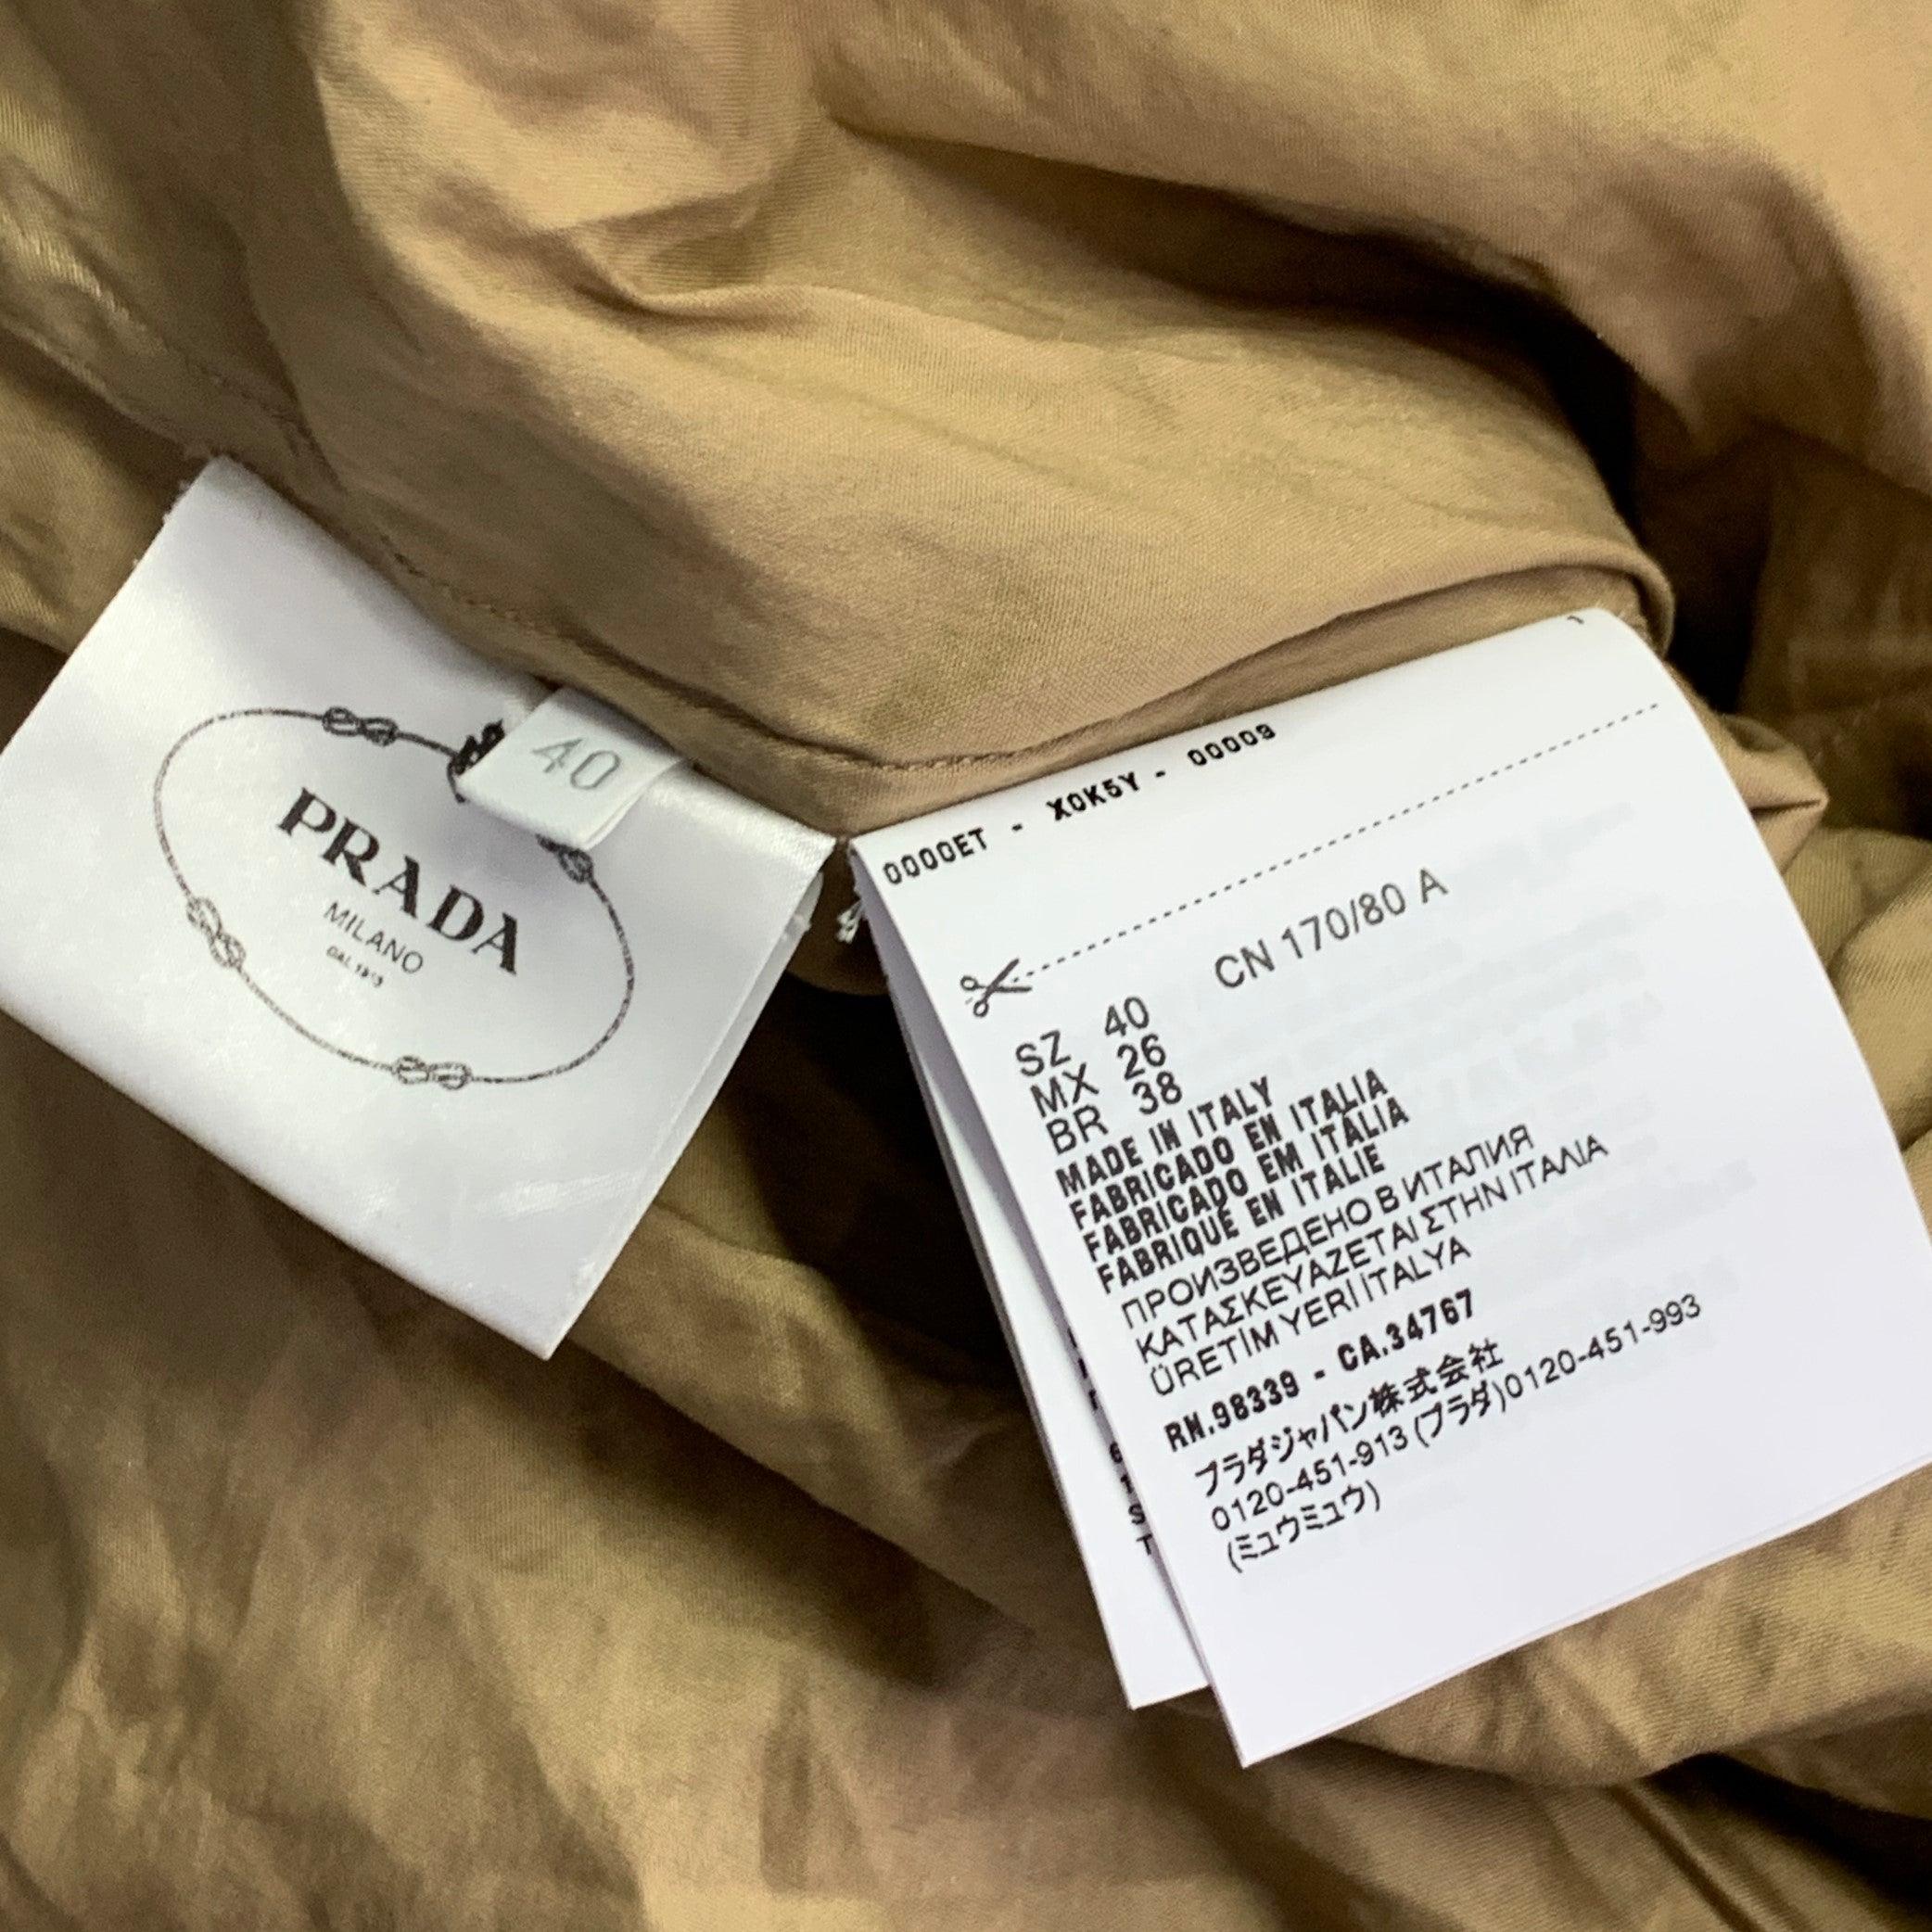 40
PRADA
MILANO
DAL 1913
0000ET - X0K5Y - 00009
CN 170/80 A
SZ 40
MX 26
BR 38
MADE IN ITALY
FABRICADO EN ITALIA
FABRICADO EM ITALIA
FABRIQUÉ EN ITALIE
ПРОИЗВЕДЕНО В ИТАЛИЯ
ΚΑΤΑΣΚΕΥΑΖΕΤΑΙ ΣΤΗΝ ΙΤΑΛΙΑ
ÜRETİM YERİ İTALYA
RN.98339 - CA.34767
プラダジャパン株式会社
0120-451-913 (プラダ)0120-451-993
(ミュウミュウ)